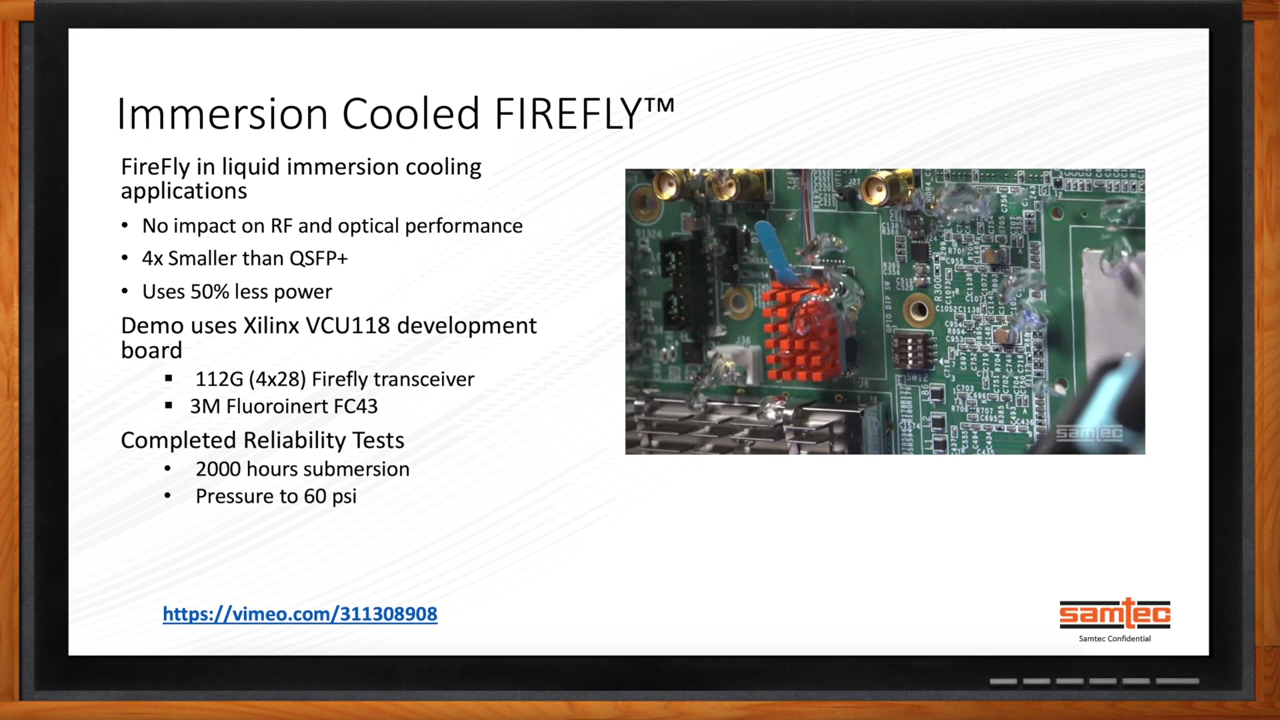 Immersion Cooled FIREFLY™
FireFly in liquid immersion cooling
applications
• No impact on RF and optical performance
• 4x Smaller than QSFP+
• Uses 50% less power
Demo uses Xilinx VCU118 development
board
▪ 112G (4x28) Firefly transceiver
▪ 3M Fluoroinert FC43
Completed Reliability Tests
• 2000 hours submersion
• Pressure to 60 psi
https://vimeo.com/311308908
samtec
samtec
Samtec Confidential